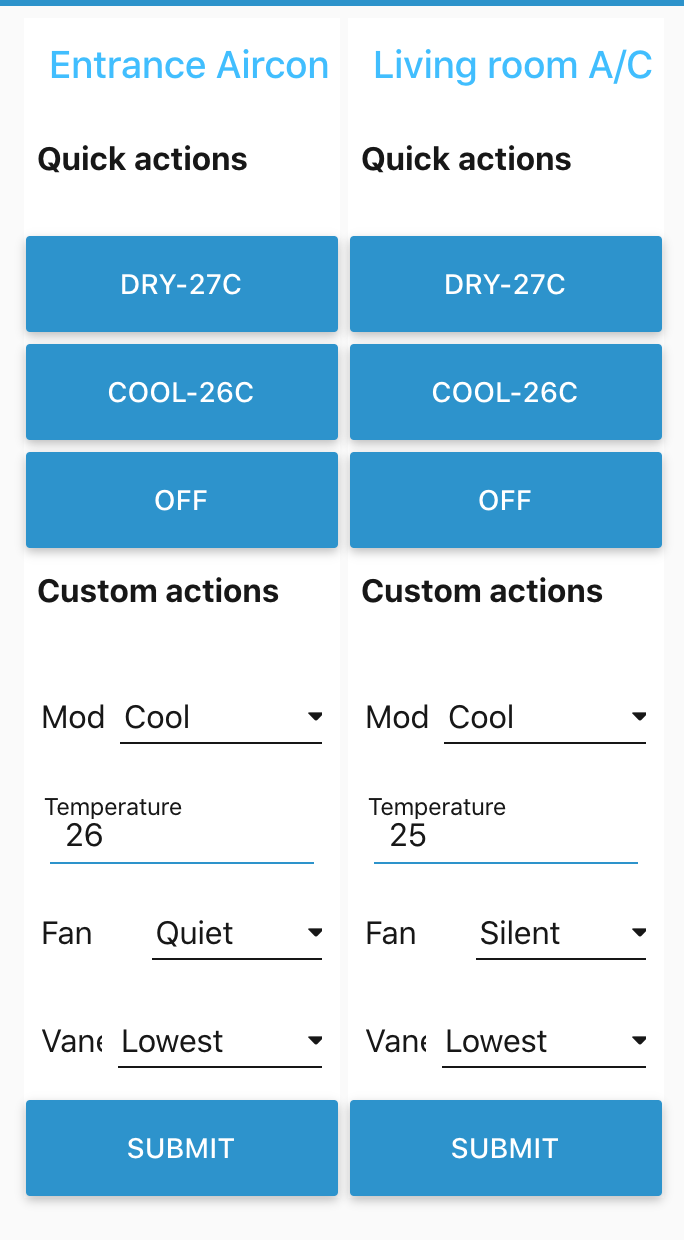 Entrance Aircon
Quick actions
DRY-27C
COOL-26C
OFF
Custom actions
Mod Cool
Temperature
26
Fan Quiet
Vane Lowest
SUBMIT
Living room A/C
Quick actions
DRY-27C
COOL-26C
OFF
Custom actions
Mod Cool
Temperature
25
Fan Silent
Vane Lowest
SUBMIT